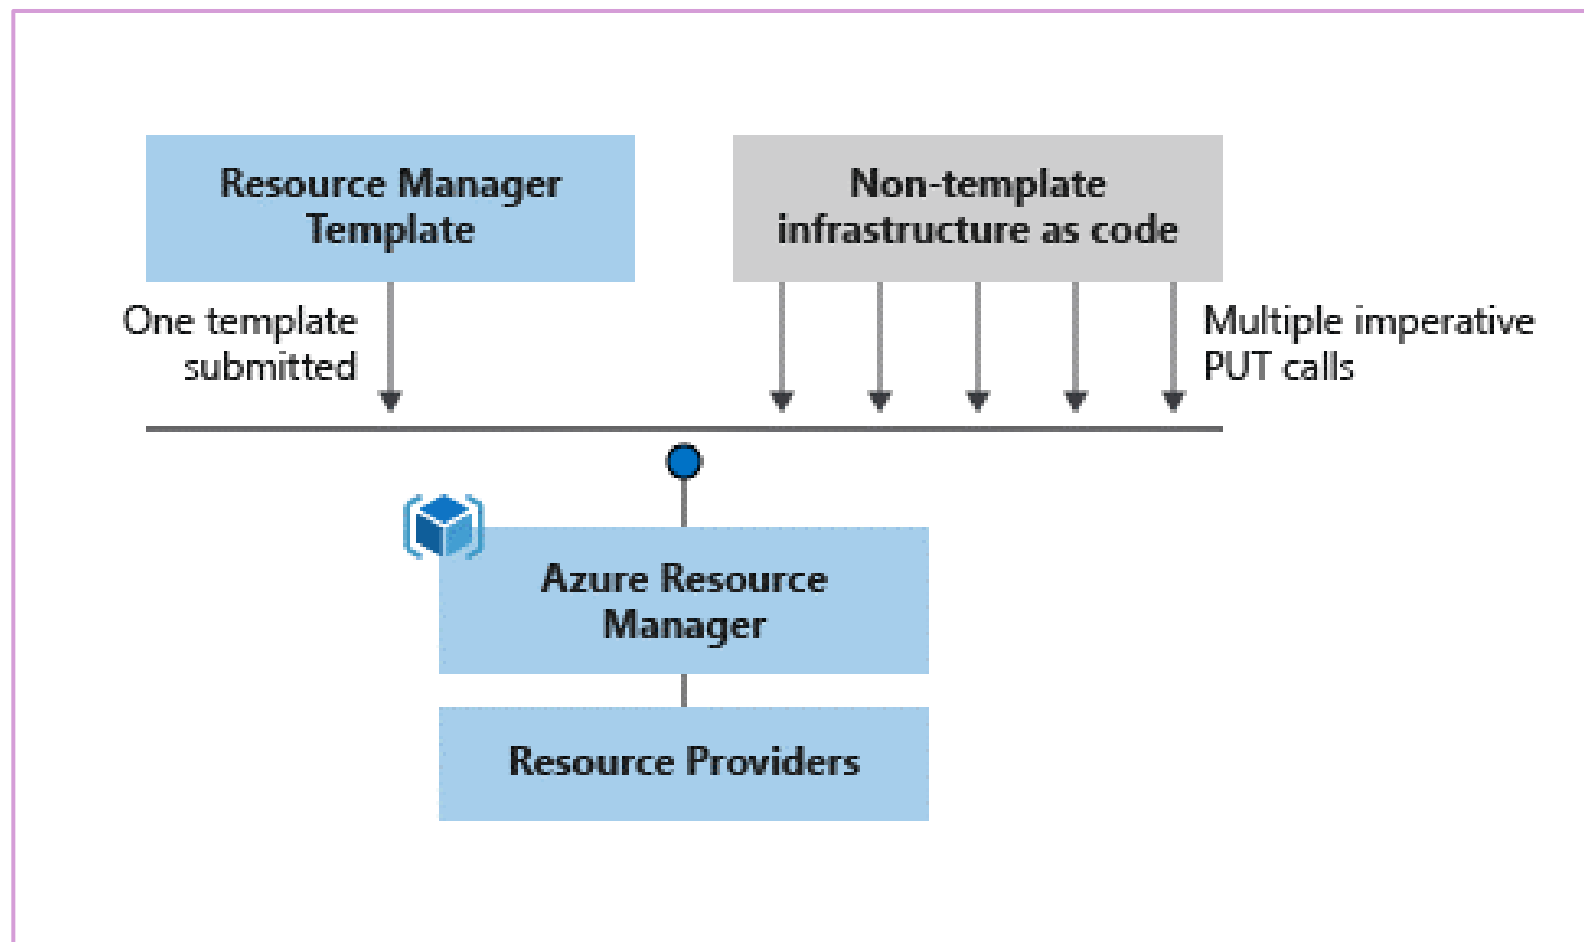 Resource Manager
Template
Non-template
infrastructure as code
One template
submitted
Multiple imperative
PUT calls
Azure Resource
Manager
Resource Providers